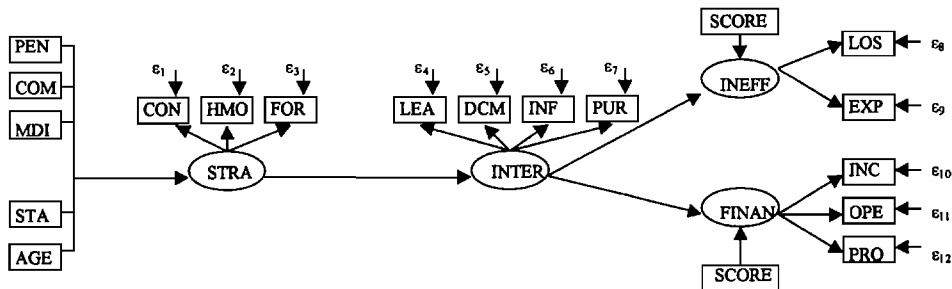 PEN
COM
MDI
STA
AGE
ε1
ε2
ε3
CON
HMO
FOR
STRA
ε4
ε5
ε6
ε7
LEA
DCM
INF
PUR
INTER
SCORE
INEFF
LOS
ε8
EXP
ε9
FINAN
SCORE
INC
ε10
OPE
ε11
PRO
ε12